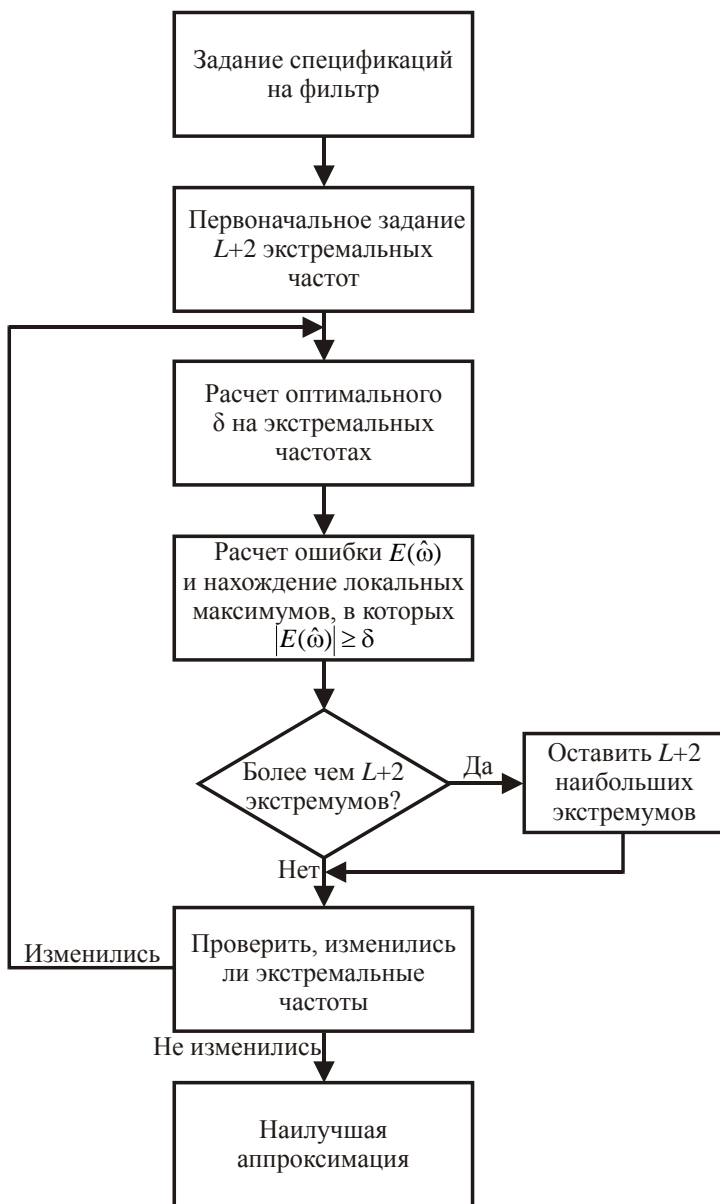 Задание спецификаций
на фильтр
Первоначальное задание
L+2 экстремальных
частот
Расчет оптимального
δ на экстремальных
частотах
Расчет ошибки E(ω̂)
и нахождение локальных
максимумов, в которых
|E(ω̂)| ≥ δ
Более чем L+2
экстремумов?
Да
Оставить L+2
наибольших
экстремумов
Нет
Изменились
Проверить, изменились
ли экстремальные
частоты
Не изменились
Наилучшая
аппроксимация